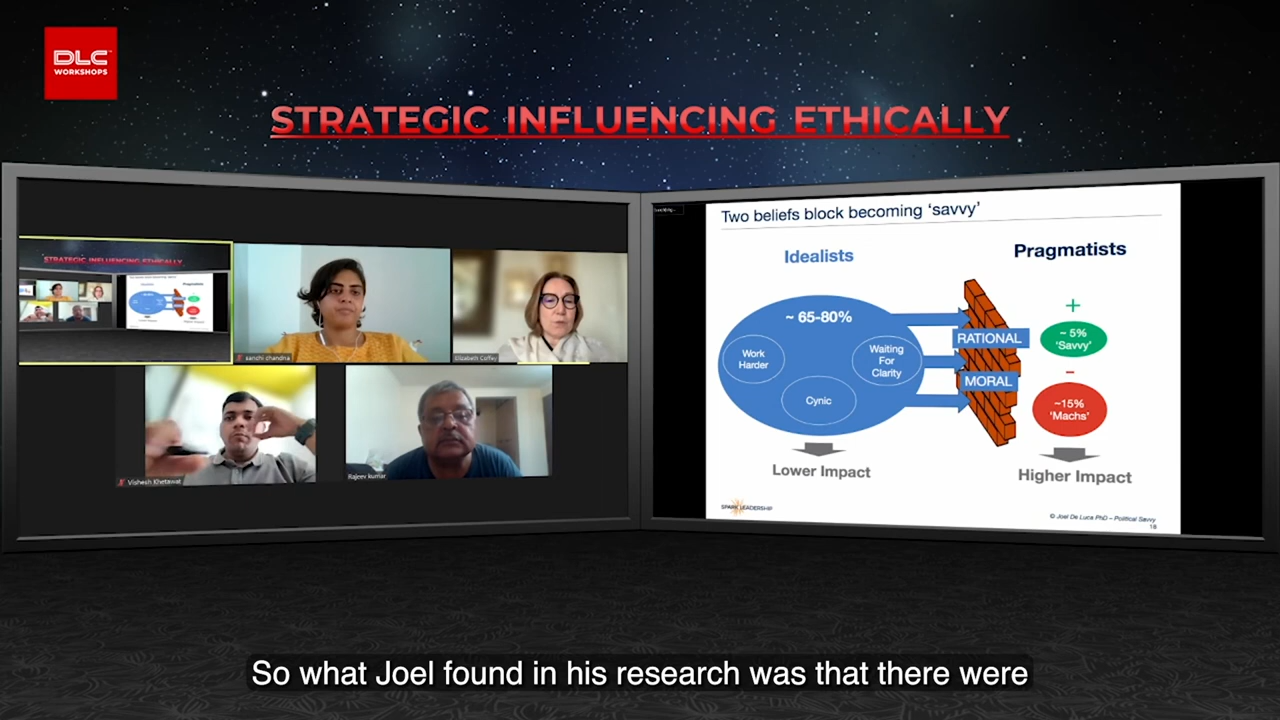 DLC
WORKSHOPS
STRATEGIC INFLUENCING ETHICALLY
STRATEGIC INFLUENCING ETHICALLY
sanchi chandna
Elizabeth Coffey
Vishesh Khetawat
Rajeev kumar
Two beliefs block becoming ‘savvy’
Idealists
Pragmatists
~ 65-80%
Work
Harder
Waiting
For
Clarity
Cynic
RATIONAL
MORAL
+
~ 5%
‘Savvy’
–
~15%
‘Machs’
Lower Impact
Higher Impact
SPARK LEADERSHIP
© Joel De Luca PhD – Political Savvy
18
So what Joel found in his research was that there were